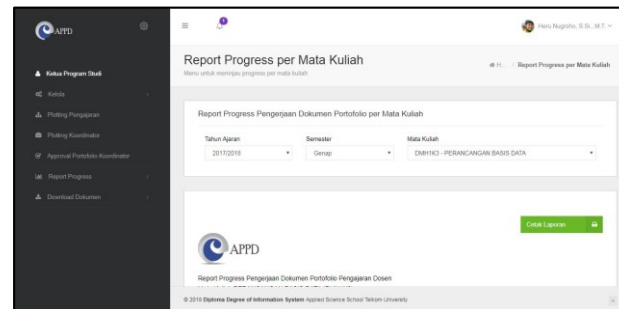 APPD
1
Heru Nugroho, S.Si., M.T.
Ketua Program Studi
Kelola
Plotting Pengajaran
Plotting Koordinator
Approval Portofolio Koordinator
Report Progress
Download Dokumen
Report Progress per Mata Kuliah
Menu untuk meninjau progress per mata kuliah
H... / Report Progress per Mata Kuliah
Report Progress Pengerjaan Dokumen Portofolio per Mata Kuliah
Tahun Ajaran Semester Mata Kuliah
2017/2018 Genap DMH1K3 - PERANCANGAN BASIS DATA
Cetak Laporan
APPD
Report Progress Pengerjaan Dokumen Portofolio Pengajaran Dosen
© 2018 Diploma Degree of Information System Applied Science School Telkom University